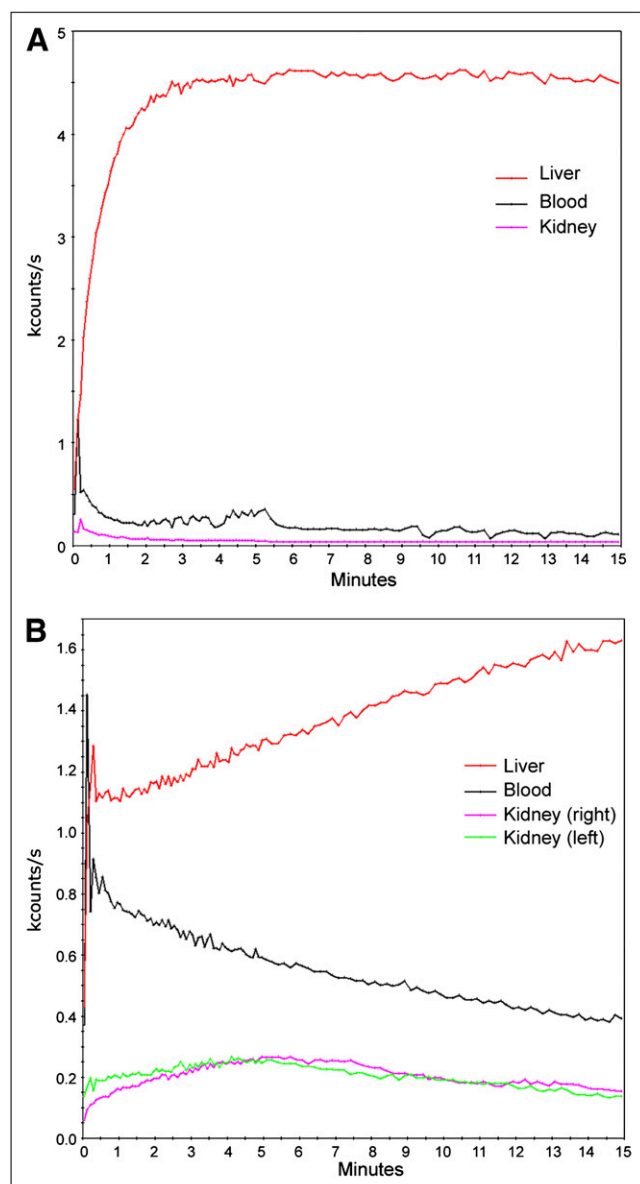 A
5
4
3
2
1
0
kcounts/s
Liver
Blood
Kidney
0 1 2 3 4 5 6 7 8 9 10 11 12 13 14 15
Minutes
B
1.6
1.4
1.2
1.0
0.8
0.6
0.4
0.2
0.0
kcounts/s
Liver
Blood
Kidney (right)
Kidney (left)
0 1 2 3 4 5 6 7 8 9 10 11 12 13 14 15
Minutes